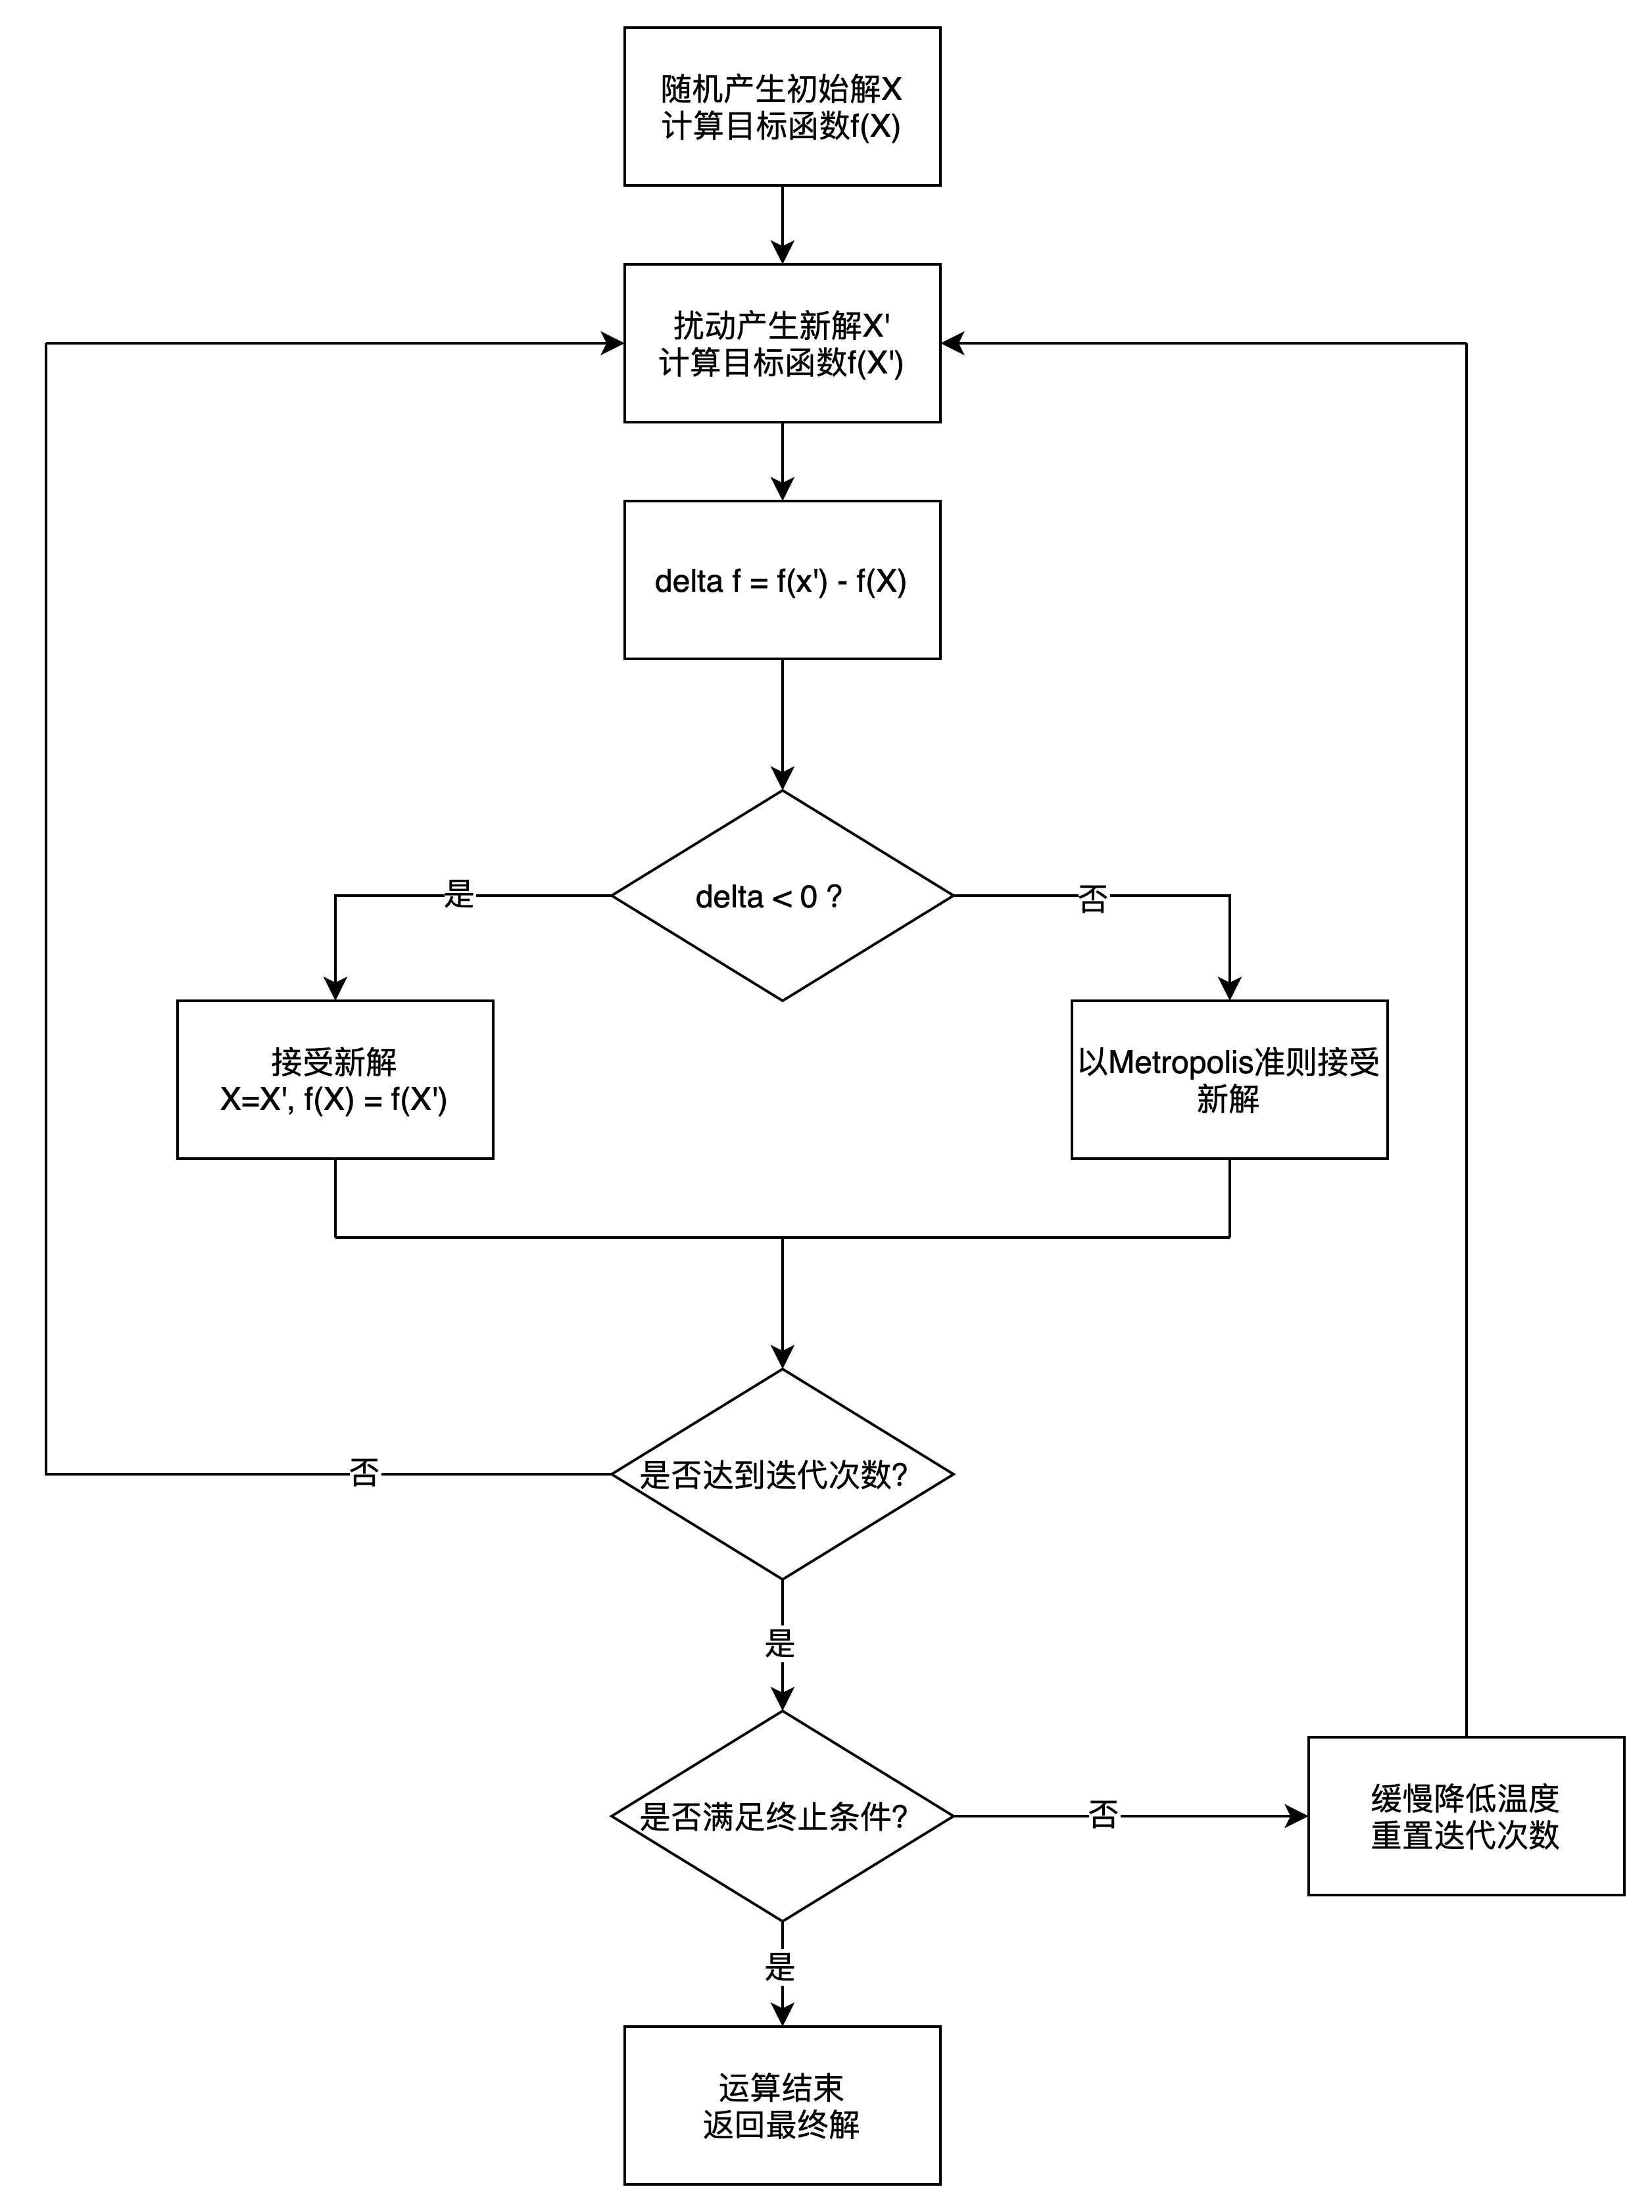 随机产生初始解X
计算目标函数f(X)
扰动产生新解X'
计算目标函数f(X')
delta f = f(x') - f(X)
delta < 0 ?
是
否
接受新解
X=X', f(X) = f(X')
以Metropolis准则接受
新解
是否达到迭代次数?
否
是
是否满足终止条件?
否
缓慢降低温度
重置迭代次数
是
运算结束
返回最终解